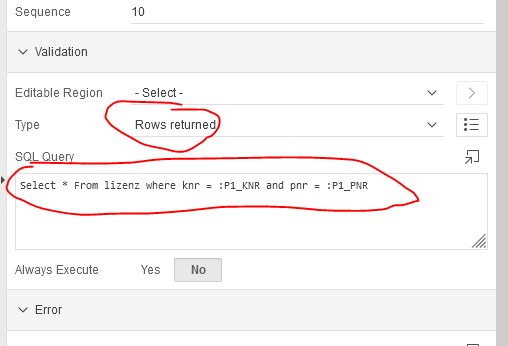 Sequence 10
Validation
Editable Region - Select -
Type Rows returned
SQL Query
Select * From lizenz where knr = :P1_KNR and pnr = :P1_PNR
Always Execute Yes No
Error